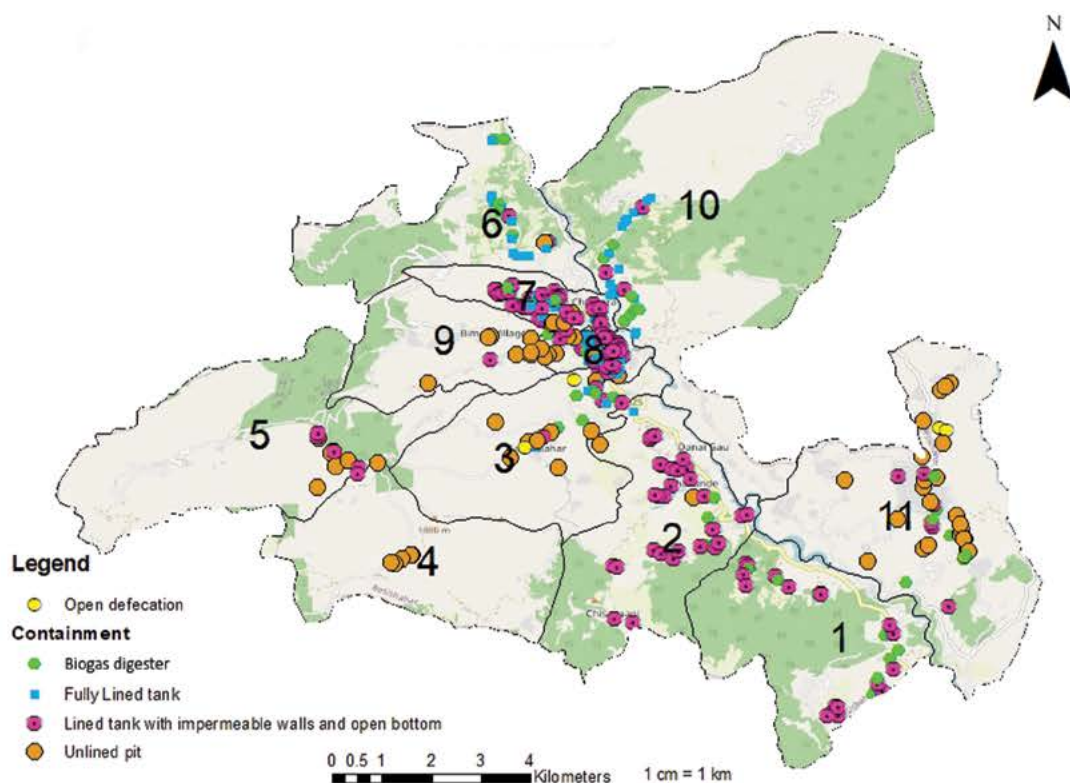 N
10
6
7
9
8
5
3
11
2
4
1
1886 m
Legend
Open defecation
Containment
Biogas digester
Fully Lined tank
Lined tank with impermeable walls and open bottom
Unlined pit
0 0.5 1 2 3 4
Kilometers
1 cm = 1 km